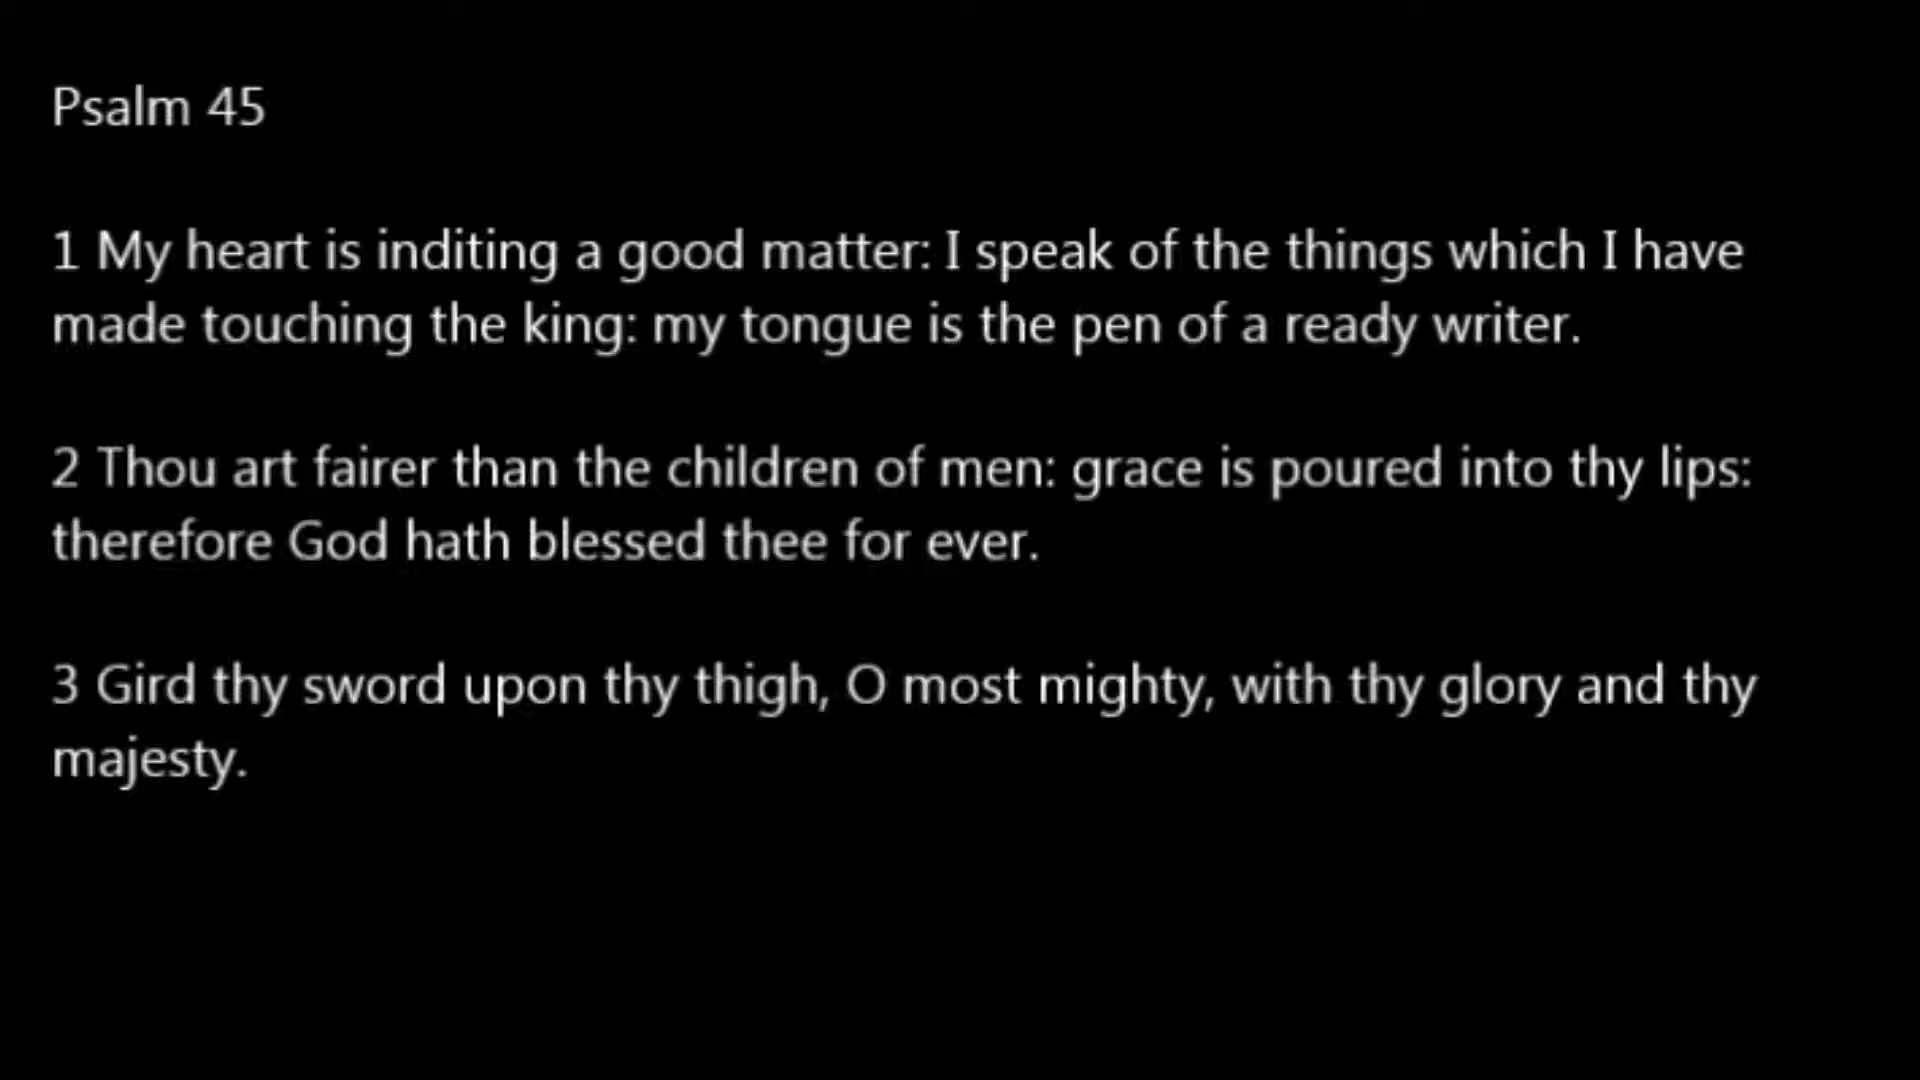 Psalm 45
1 My heart is inditing a good matter: I speak of the things which I have
made touching the king: my tongue is the pen of a ready writer.
2 Thou art fairer than the children of men: grace is poured into thy lips:
therefore God hath blessed thee for ever.
3 Gird thy sword upon thy thigh, O most mighty, with thy glory and thy
majesty.